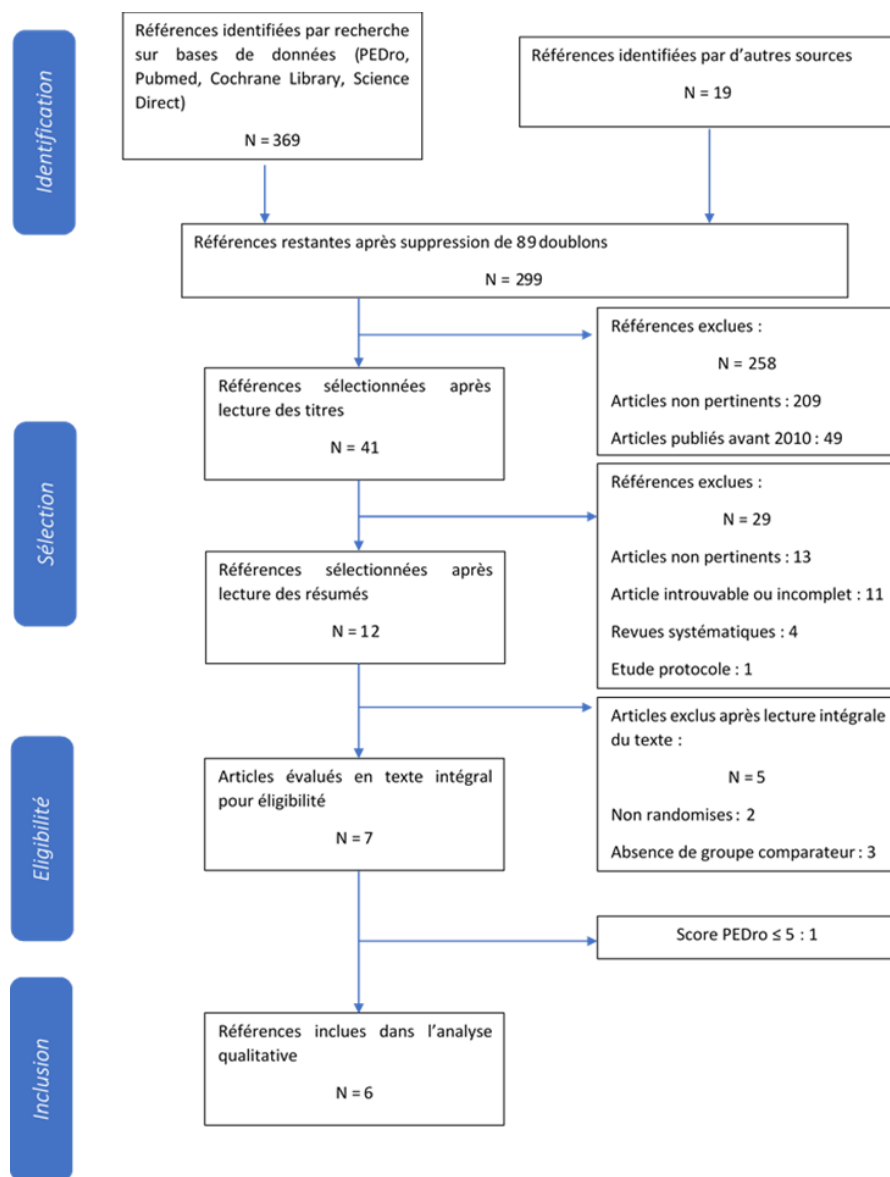 Identification
Références identifiées par recherche
sur bases de données (PEDro,
Pubmed, Cochrane Library, Science
Direct)
N = 369
Références identifiées par d'autres sources
N = 19
Références restantes après suppression de 89 doublons
N = 299
Références exclues :
N = 258
Articles non pertinents : 209
Articles publiés avant 2010 : 49
Sélection
Références sélectionnées après
lecture des titres
N = 41
Références exclues :
N = 29
Articles non pertinents : 13
Article introuvable ou incomplet : 11
Revues systématiques : 4
Etude protocole : 1
Références sélectionnées après
lecture des résumés
N = 12
Articles exclus après lecture intégrale
du texte :
N = 5
Non randomises : 2
Absence de groupe comparateur : 3
Eligibilité
Articles évalués en texte intégral
pour éligibilité
N = 7
Score PEDro ≤ 5 : 1
Inclusion
Références inclues dans l'analyse
qualitative
N = 6